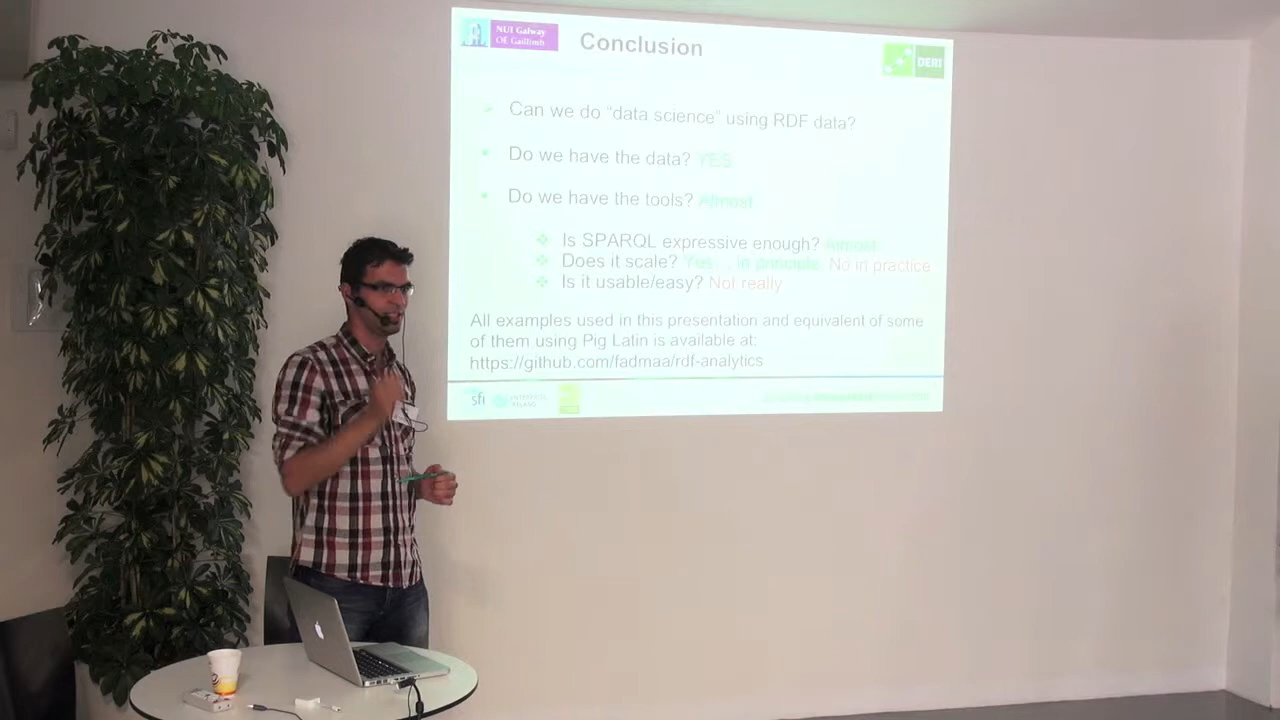 NUI Galway
OÉ Gaillimh
Conclusion
DERI
Can we do “data science” using RDF data?
Do we have the data? YES
Do we have the tools? Almost
Is SPARQL expressive enough? Almost
Does it scale? Yes... in principle No in practice
Is it usable/easy? Not really
All examples used in this presentation and equivalent of some
of them using Pig Latin is available at:
https://github.com/fadmaa/rdf-analytics
sfi
ENTERPRISE
IRELAND